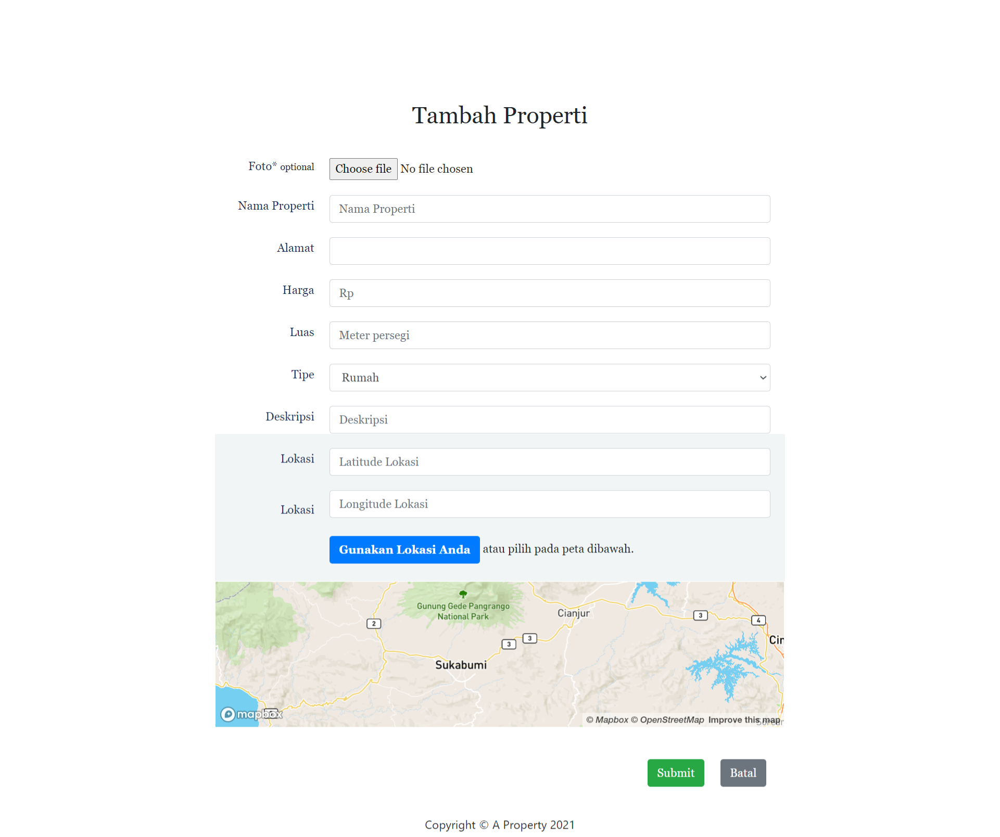 Tambah Properti
Foto* optional
Choose file No file chosen
Nama Properti
Nama Properti
Alamat
Harga
Rp
Luas
Meter persegi
Tipe
Rumah
Deskripsi
Deskripsi
Lokasi
Latitude Lokasi
Lokasi
Longitude Lokasi
Gunakan Lokasi Anda atau pilih pada peta dibawah.
Gunung Gede Pangrango
National Park
Cianjur
2
3
4
3
3
Cin
Sukabumi
mapbox
© Mapbox © OpenStreetMap Improve this map
Submit
Batal
Copyright © A Property 2021